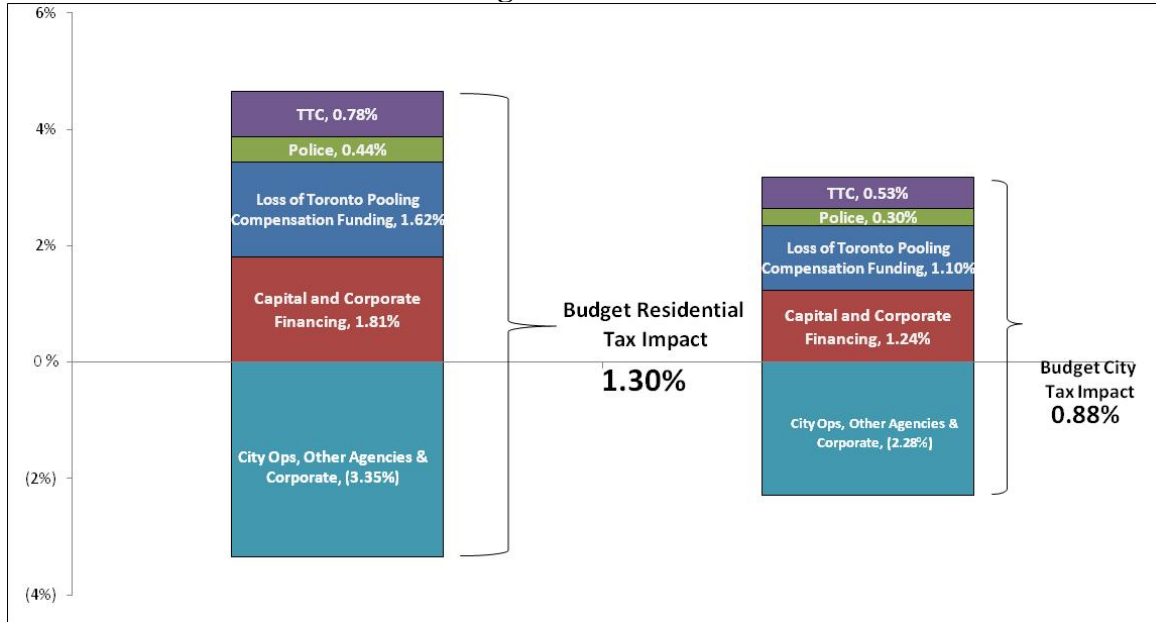 6%
4%
2%
0%
(2%)
(4%)
TTC, 0.78%
Police, 0.44%
Loss of Toronto Pooling
Compensation Funding, 1.62%
Capital and Corporate
Financing, 1.81%
City Ops, Other Agencies &
Corporate, (3.35%)
Budget Residential
Tax Impact
1.30%
TTC, 0.53%
Police, 0.30%
Loss of Toronto Pooling
Compensation Funding, 1.10%
Capital and Corporate
Financing, 1.24%
City Ops, Other Agencies &
Corporate, (2.28%)
Budget City
Tax Impact
0.88%